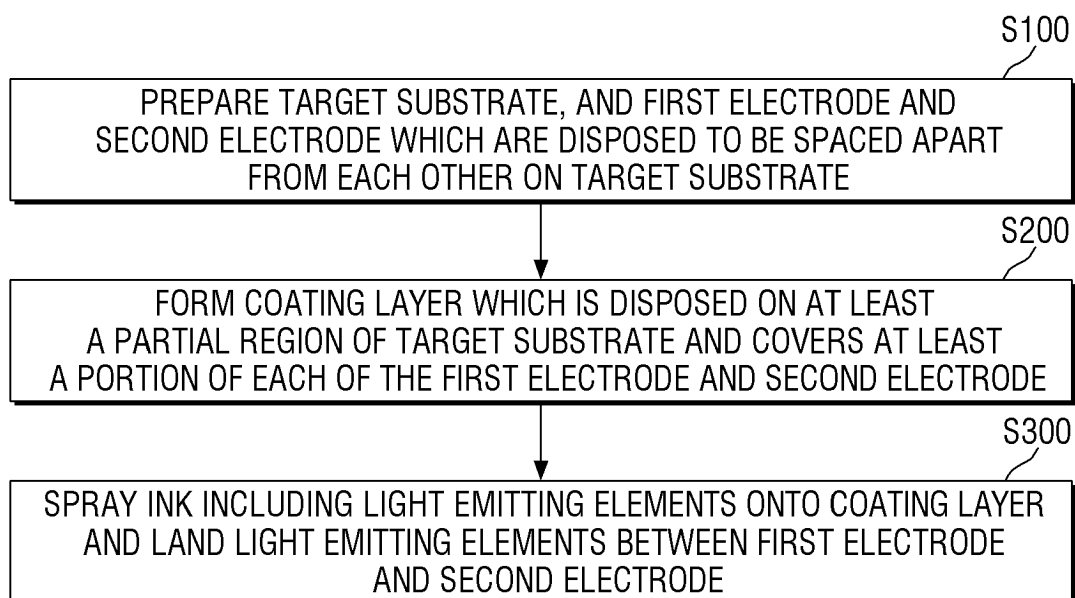 S100
PREPARE TARGET SUBSTRATE, AND FIRST ELECTRODE AND
SECOND ELECTRODE WHICH ARE DISPOSED TO BE SPACED APART
FROM EACH OTHER ON TARGET SUBSTRATE
S200
FORM COATING LAYER WHICH IS DISPOSED ON AT LEAST
A PARTIAL REGION OF TARGET SUBSTRATE AND COVERS AT LEAST
A PORTION OF EACH OF THE FIRST ELECTRODE AND SECOND ELECTRODE
S300
SPRAY INK INCLUDING LIGHT EMITTING ELEMENTS ONTO COATING LAYER
AND LAND LIGHT EMITTING ELEMENTS BETWEEN FIRST ELECTRODE
AND SECOND ELECTRODE